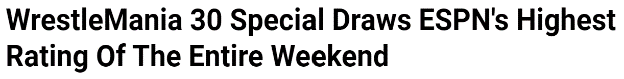 WrestleMania 30 Special Draws ESPN's Highest
Rating Of The Entire Weekend